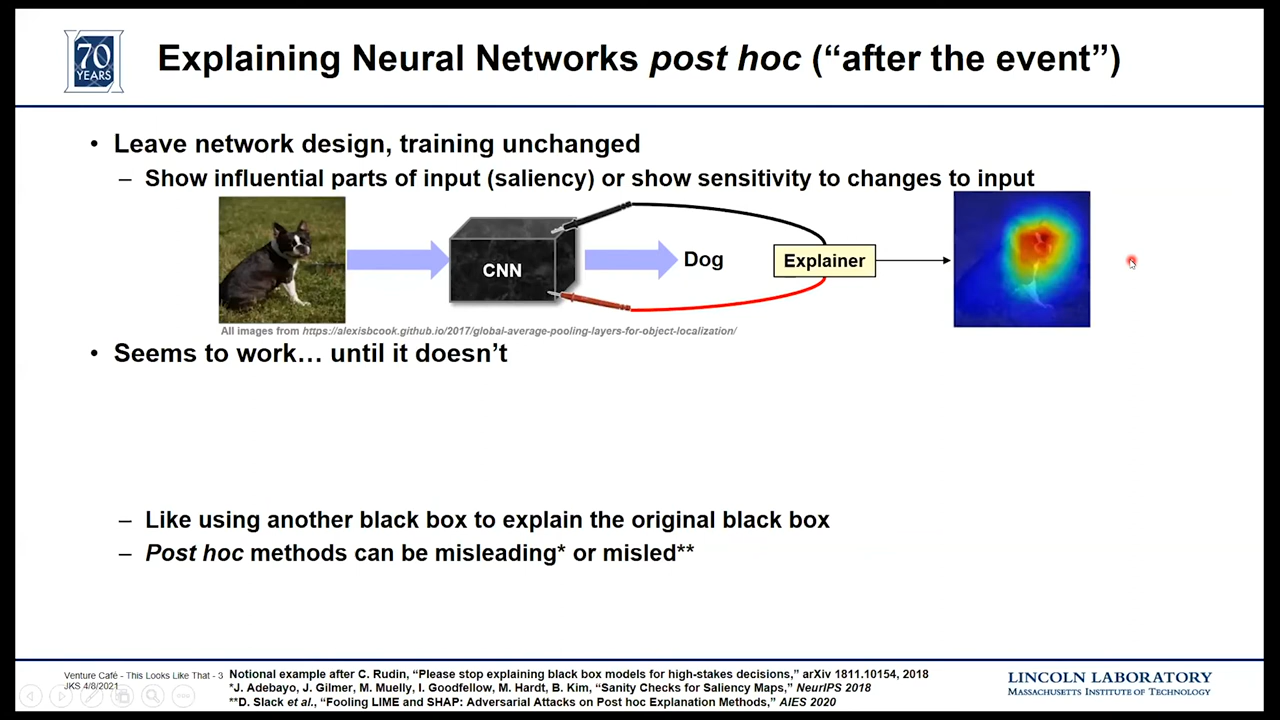 70
YEARS
Explaining Neural Networks post hoc (“after the event”)
• Leave network design, training unchanged
– Show influential parts of input (saliency) or show sensitivity to changes to input
CNN
Dog
Explainer
All images from https://alexisbcook.github.io/2017/global-average-pooling-layers-for-object-localization/
• Seems to work… until it doesn’t
– Like using another black box to explain the original black box
– Post hoc methods can be misleading* or misled**
Venture Café - This Looks Like That - 3
JKS 4/8/2021
Notional example after C. Rudin, “Please stop explaining black box models for high-stakes decisions,” arXiv 1811.10154, 2018
*J. Adebayo, J. Gilmer, M. Muelly, I. Goodfellow, M. Hardt, B. Kim, “Sanity Checks for Saliency Maps,” NeurIPS 2018
**D. Slack et al., “Fooling LIME and SHAP: Adversarial Attacks on Post hoc Explanation Methods,” AIES 2020
LINCOLN LABORATORY
MASSACHUSETTS INSTITUTE OF TECHNOLOGY